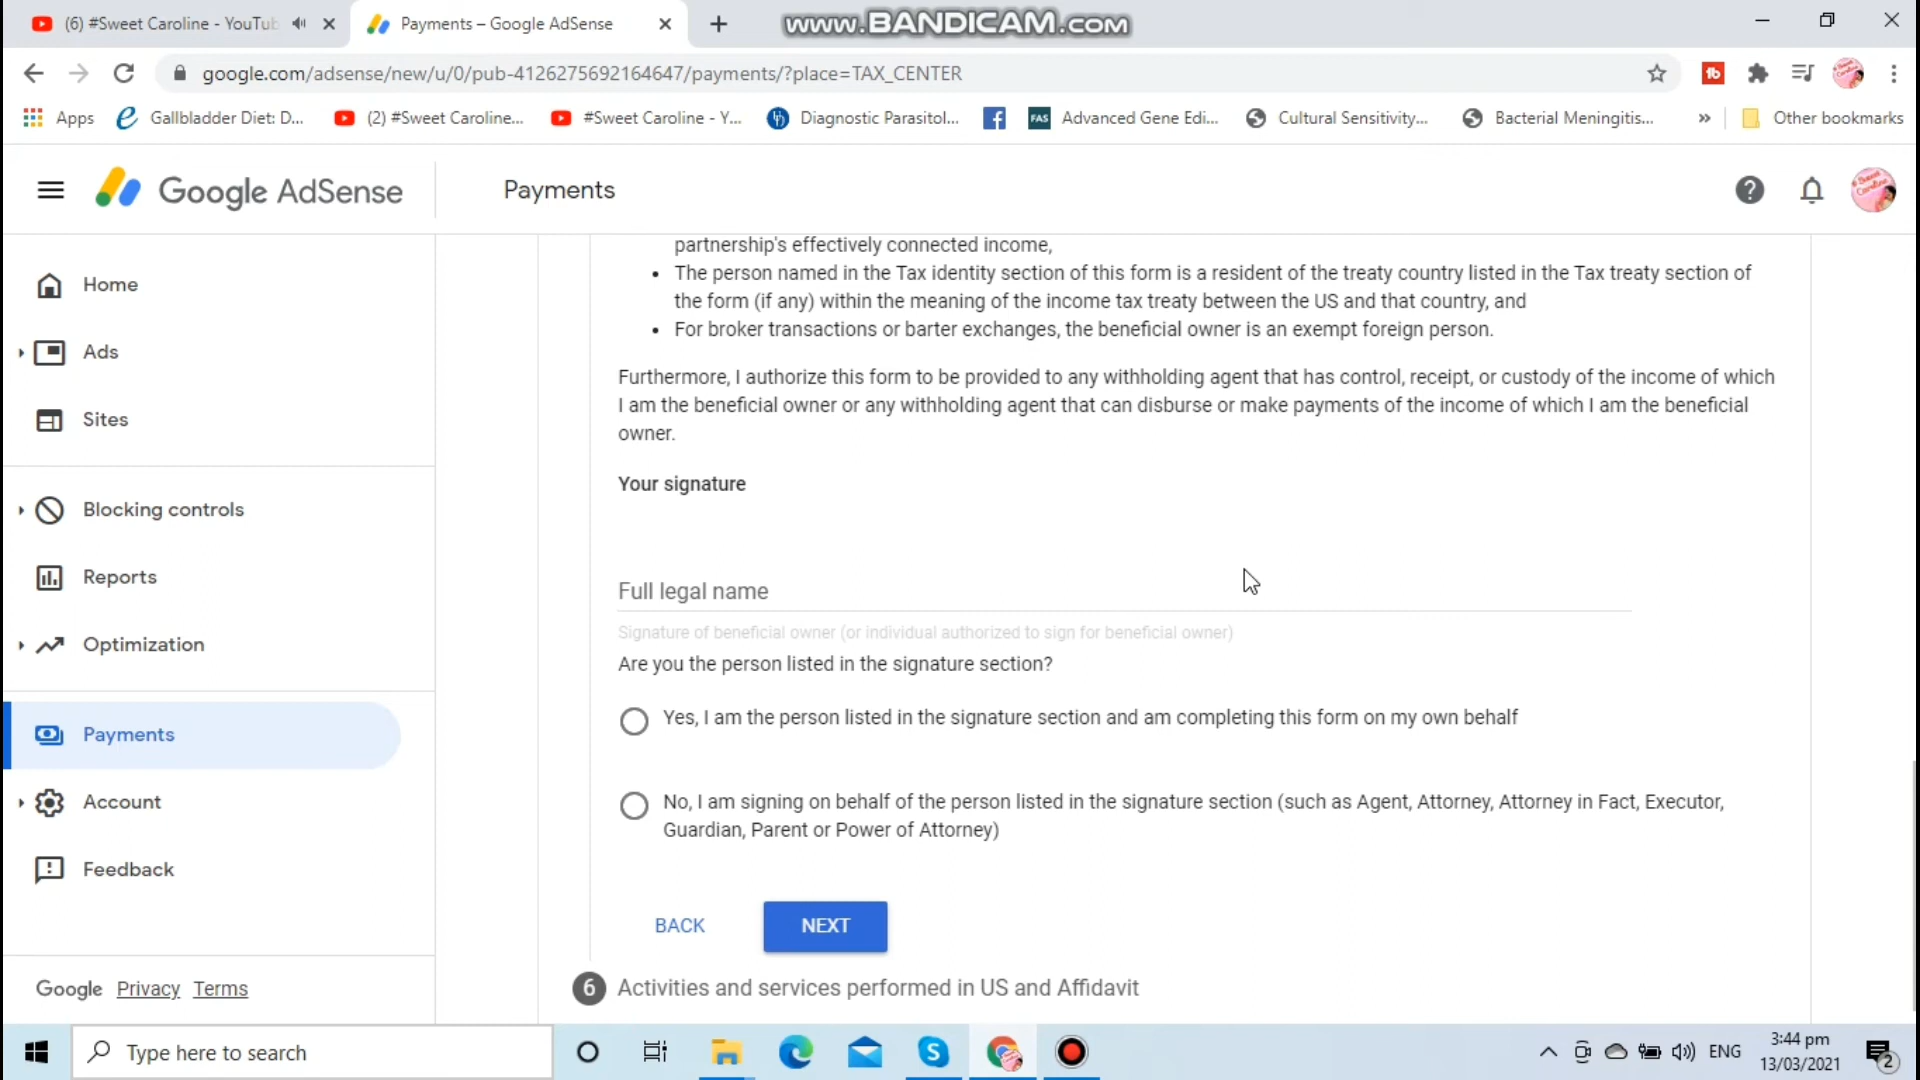 (6) #Sweet Caroline - YouTub
Payments – Google AdSense
www.BANDICAM.com
google.com/adsense/new/u/0/pub-4126275692164647/payments/?place=TAX_CENTER
Apps
Gallbladder Diet: D...
(2) #Sweet Caroline...
#Sweet Caroline - Y...
Diagnostic Parasitol...
FAS
Advanced Gene Edi...
Cultural Sensitivity...
Bacterial Meningitis...
»
Other bookmarks
Google AdSense
Payments
Home
Ads
Sites
Blocking controls
Reports
Optimization
Payments
Account
Feedback
Google Privacy Terms
partnership's effectively connected income,
• The person named in the Tax identity section of this form is a resident of the treaty country listed in the Tax treaty section of
the form (if any) within the meaning of the income tax treaty between the US and that country, and
• For broker transactions or barter exchanges, the beneficial owner is an exempt foreign person.
Furthermore, I authorize this form to be provided to any withholding agent that has control, receipt, or custody of the income of which
I am the beneficial owner or any withholding agent that can disburse or make payments of the income of which I am the beneficial
owner.
Your signature
Full legal name
Signature of beneficial owner (or individual authorized to sign for beneficial owner)
Are you the person listed in the signature section?
Yes, I am the person listed in the signature section and am completing this form on my own behalf
No, I am signing on behalf of the person listed in the signature section (such as Agent, Attorney, Attorney in Fact, Executor,
Guardian, Parent or Power of Attorney)
BACK
NEXT
6 Activities and services performed in US and Affidavit
Type here to search
ENG
3:44 pm
13/03/2021
2